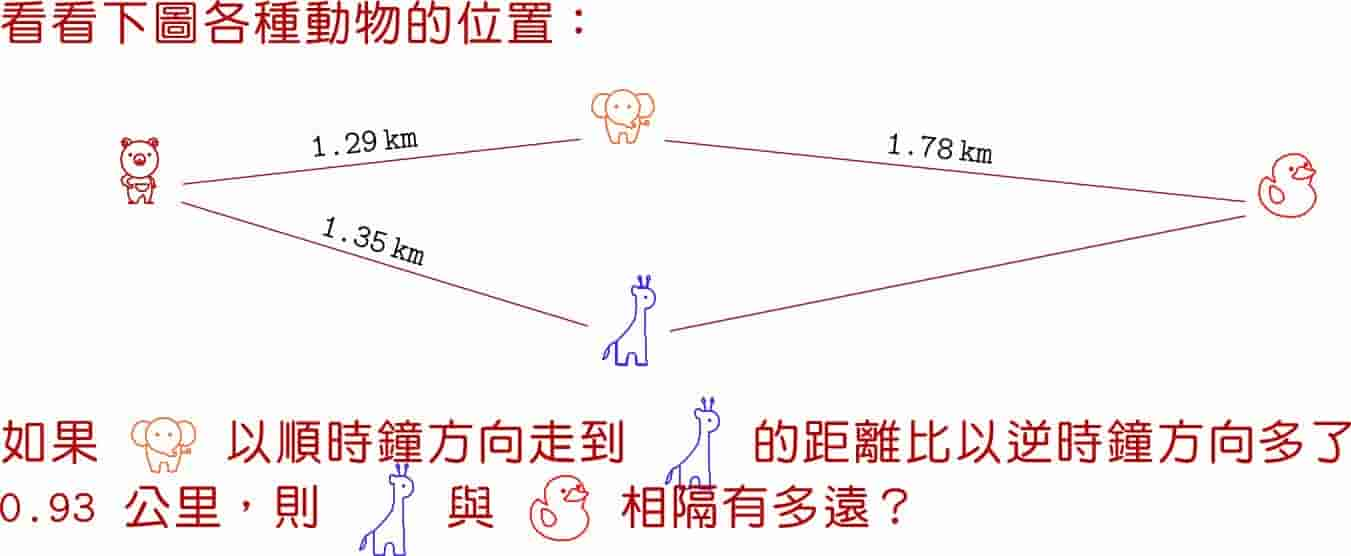 看看下圖各種動物的位置：
1.29 km
1.78 km
1.35 km
如果 以順時鐘方向走到 的距離比以逆時鐘方向多了
0.93 公里，則 與 相隔有多遠？